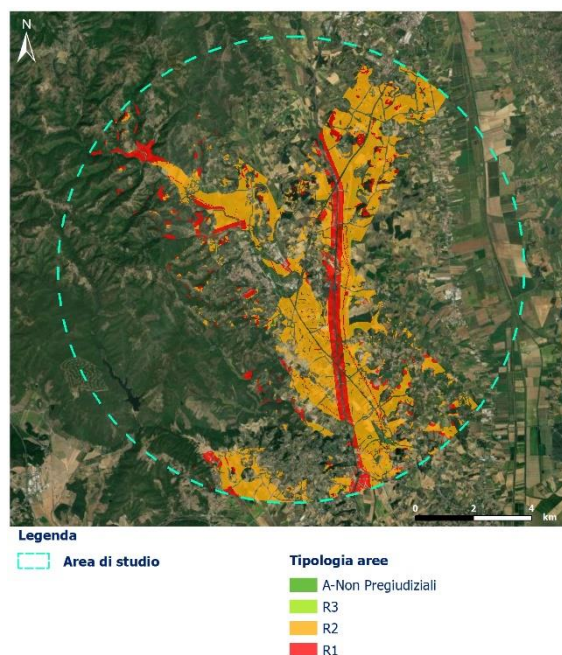 N
0 2 4
km
Legenda
Area di studio
Tipologia aree
A-Non Pregiudiziali
R3
R2
R1